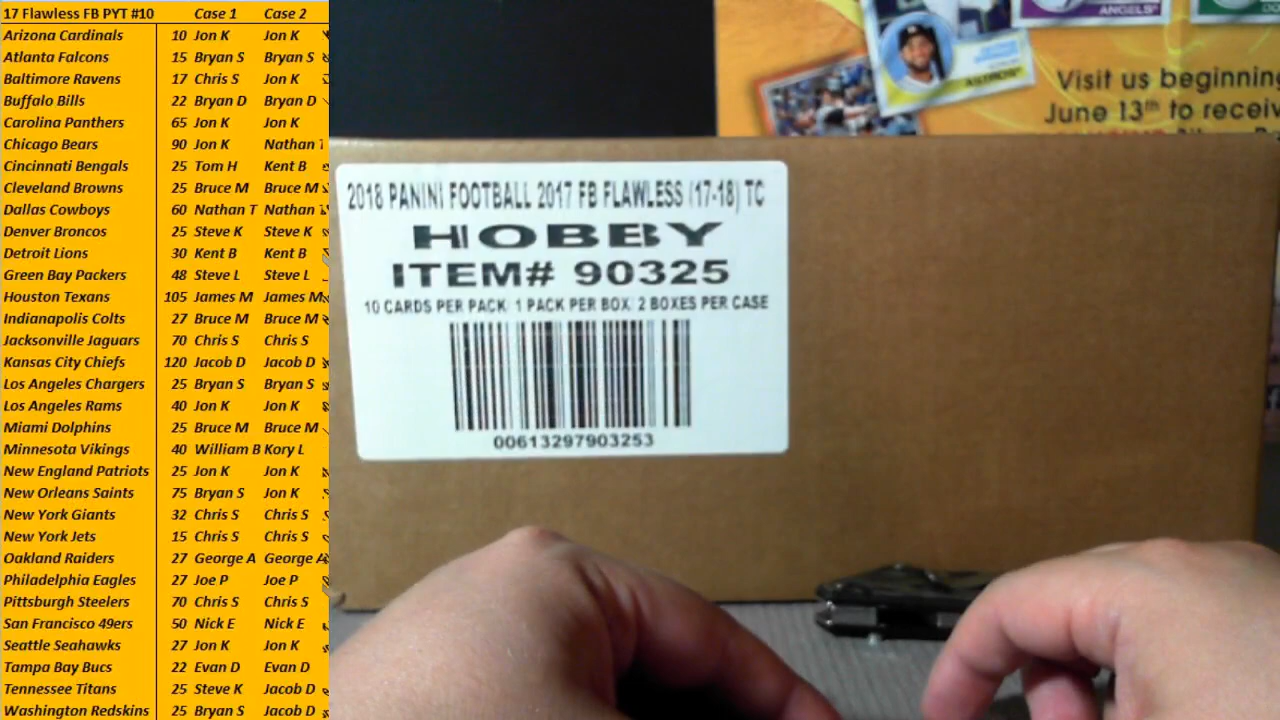 17 Flawless FB PYT #10 Case 1 Case 2
Arizona Cardinals 10 Jon K Jon K
Atlanta Falcons 15 Bryan S Bryan S
Baltimore Ravens 17 Chris S Jon K
Buffalo Bills 22 Bryan D Bryan D
Carolina Panthers 65 Jon K Jon K
Chicago Bears 90 Jon K Nathan T
Cincinnati Bengals 25 Tom H Kent B
Cleveland Browns 25 Bruce M Bruce M
Dallas Cowboys 60 Nathan T Nathan T
Denver Broncos 25 Steve K Steve K
Detroit Lions 30 Kent B Kent B
Green Bay Packers 48 Steve L Steve L
Houston Texans 105 James M James M
Indianapolis Colts 27 Bruce M Bruce M
Jacksonville Jaguars 70 Chris S Chris S
Kansas City Chiefs 120 Jacob D Jacob D
Los Angeles Chargers 25 Bryan S Bryan S
Los Angeles Rams 40 Jon K Jon K
Miami Dolphins 25 Bruce M Bruce M
Minnesota Vikings 40 William B Kory L
New England Patriots 25 Jon K Jon K
New Orleans Saints 75 Bryan S Jon K
New York Giants 32 Chris S Chris S
New York Jets 15 Chris S Chris S
Oakland Raiders 27 George A George A
Philadelphia Eagles 27 Joe P Joe P
Pittsburgh Steelers 70 Chris S Chris S
San Francisco 49ers 50 Nick E Nick E
Seattle Seahawks 27 Jon K Jon K
Tampa Bay Bucs 22 Evan D Evan D
Tennessee Titans 25 Steve K Jacob D
Washington Redskins 25 Bryan S Jacob D
ANGELS
ASTROS
Visit us beginning
June 13th to receiv
2018 PANINI FOOTBALL 2017 FB FLAWLESS (17-18) TC
HOBBY
ITEM# 90325
10 CARDS PER PACK 1 PACK PER BOX 2 BOXES PER CASE
00613297903253